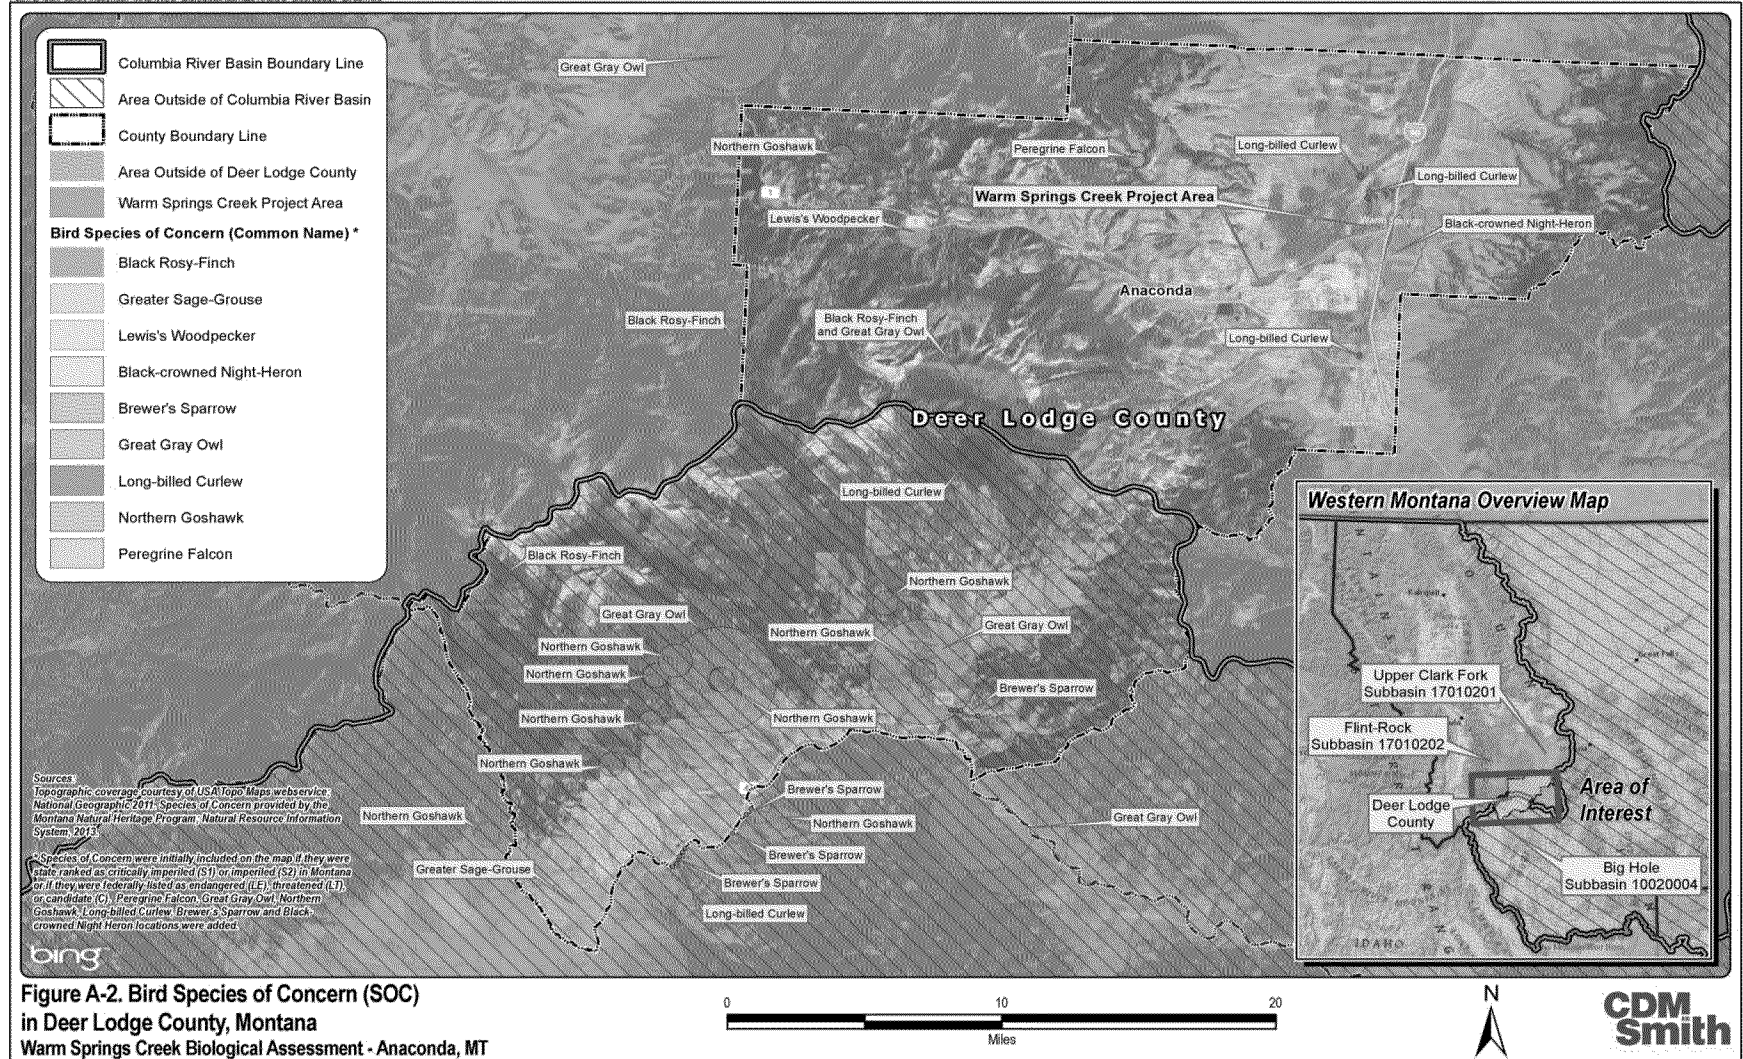 Columbia River Basin Boundary Line
Area Outside of Columbia River Basin
County Boundary Line
Area Outside of Deer Lodge County
Warm Springs Creek Project Area
Bird Species of Concern (Common Name) *
Black Rosy-Finch
Greater Sage-Grouse
Lewis's Woodpecker
Black-crowned Night-Heron
Brewer's Sparrow
Great Gray Owl
Long-billed Curlew
Northern Goshawk
Peregrine Falcon
Great Gray Owl
Northern Goshawk
Peregrine Falcon
Long-billed Curlew
Long-billed Curlew
1
Warm Springs Creek Project Area
Lewis's Woodpecker
Black-crowned Night-Heron
Anaconda
Black Rosy-Finch
Black Rosy-Finch
and Great Gray Owl
Long-billed Curlew
Deer Lodge County
Long-billed Curlew
Black Rosy-Finch
Northern Goshawk
Great Gray Owl
Great Gray Owl
Northern Goshawk
Northern Goshawk
Northern Goshawk
Brewer's Sparrow
Northern Goshawk
Northern Goshawk
Northern Goshawk
Brewer's Sparrow
Northern Goshawk
Northern Goshawk
Great Gray Owl
Brewer's Sparrow
Greater Sage-Grouse
Brewer's Sparrow
Long-billed Curlew
Western Montana Overview Map
Kalispell
Great Falls
Upper Clark Fork
Subbasin 17010201
Flint-Rock
Subbasin 17010202
Deer Lodge
County
Area of
Interest
Big Hole
Subbasin 10020004
IDAHO
Sources:
Topographic coverage courtesy of USA Topo Maps webservice;
National Geographic 2011; Species of Concern provided by the
Montana Natural Heritage Program; Natural Resource Information
System, 2013.
* Species of Concern were initially included on the map if they were
state ranked as critically imperiled (S1) or imperiled (S2) in Montana
or if they were federally listed as endangered (LE), threatened (LT),
or candidate (C). Peregrine Falcon, Great Gray Owl, Northern
Goshawk, Long-billed Curlew, Brewer's Sparrow and Black-
crowned Night Heron locations were added.
bing
Figure A-2. Bird Species of Concern (SOC)
in Deer Lodge County, Montana
Warm Springs Creek Biological Assessment - Anaconda, MT
0 10 20
Miles
N
CDM
Smith